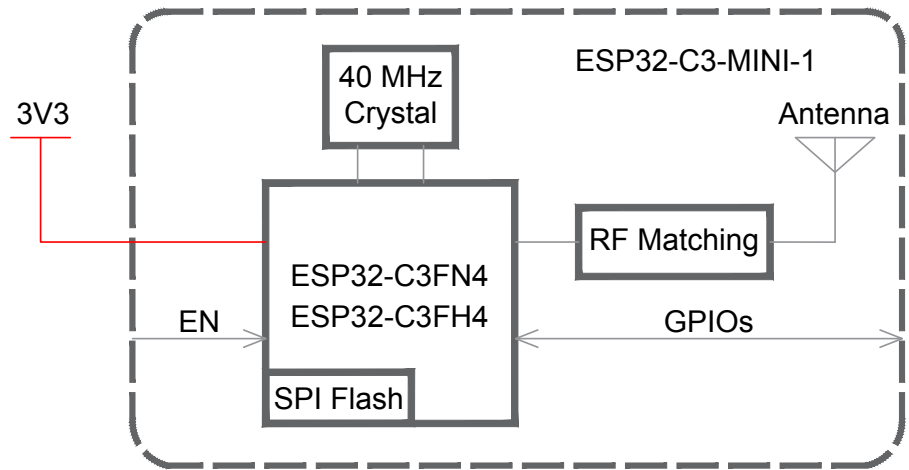 ESP32-C3-MINI-1
40 MHz
Crystal
3V3
Antenna
RF Matching
ESP32-C3FN4
ESP32-C3FH4
EN
GPIOs
SPI Flash